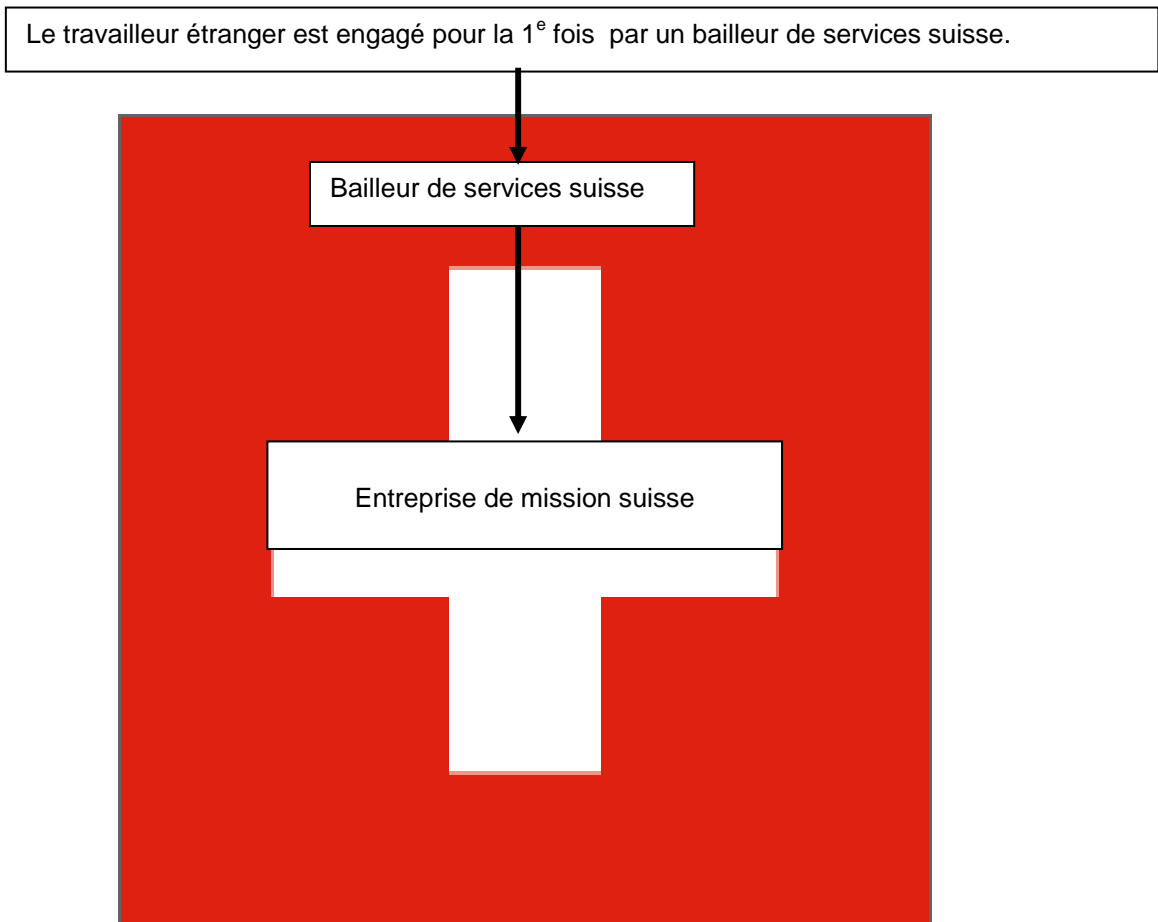 Le travailleur étranger est engagé pour la 1e fois par un bailleur de services suisse.
Bailleur de services suisse
Entreprise de mission suisse